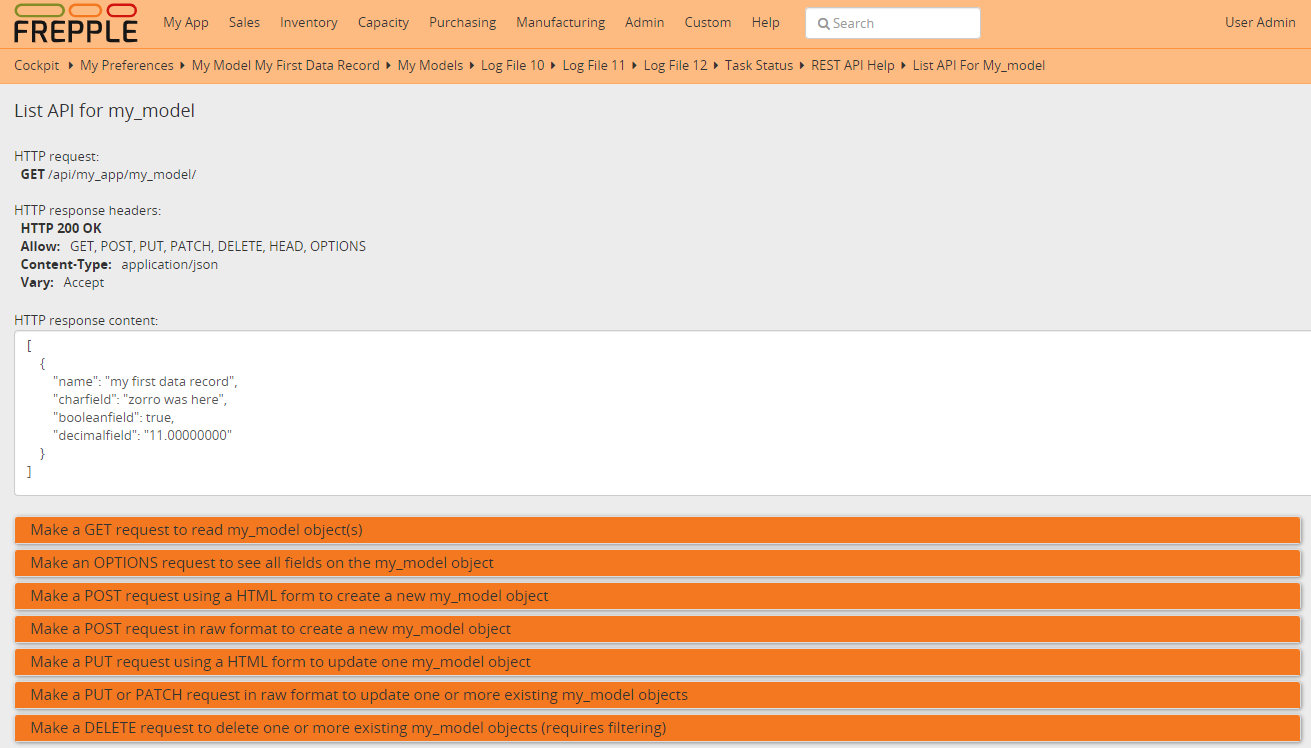 FREPPLE My App Sales Inventory Capacity Purchasing Manufacturing Admin Custom Help Search User Admin
Cockpit My Preferences My Model My First Data Record My Models Log File 10 Log File 11 Log File 12 Task Status REST API Help List API For My_model
List API for my_model
HTTP request:
GET /api/my_app/my_model/
HTTP response headers:
HTTP 200 OK
Allow: GET, POST, PUT, PATCH, DELETE, HEAD, OPTIONS
Content-Type: application/json
Vary: Accept
HTTP response content:
[
{
"name": "my first data record",
"charfield": "zorro was here",
"booleanfield": true,
"decimalfield": "11.00000000"
}
]
Make a GET request to read my_model object(s)
Make an OPTIONS request to see all fields on the my_model object
Make a POST request using a HTML form to create a new my_model object
Make a POST request in raw format to create a new my_model object
Make a PUT request using a HTML form to update one my_model object
Make a PUT or PATCH request in raw format to update one or more existing my_model objects
Make a DELETE request to delete one or more existing my_model objects (requires filtering)